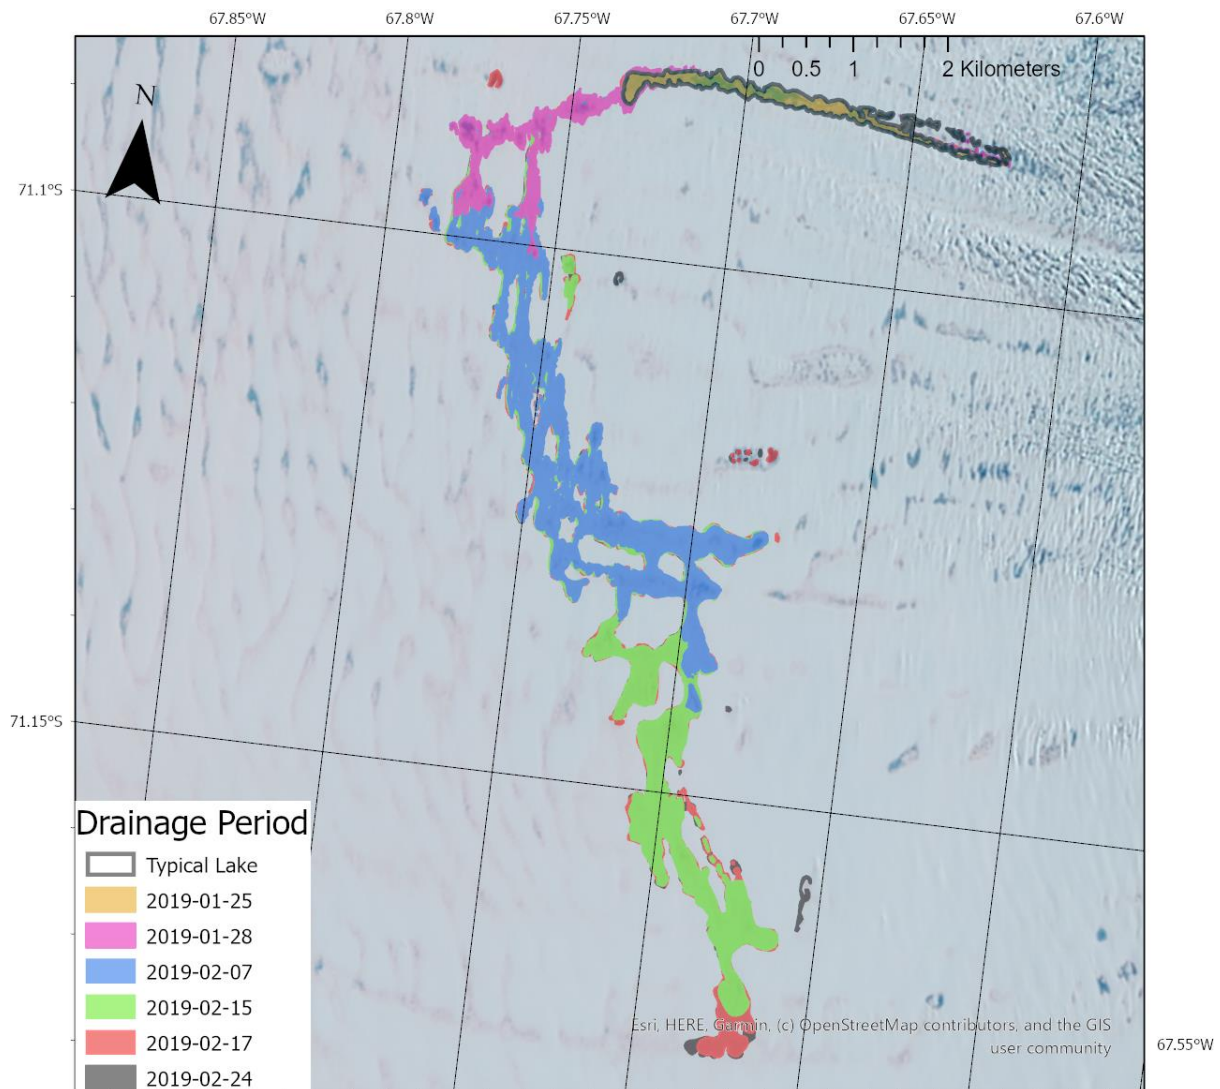 67.85°W 67.8°W 67.75°W 67.7°W 67.65°W 67.6°W
0 0.5 1 2 Kilometers
N
71.1°S
71.15°S
Drainage Period
Typical Lake
2019-01-25
2019-01-28
2019-02-07
2019-02-15
2019-02-17
2019-02-24
Esri, HERE, Garmin, (c) OpenStreetMap contributors, and the GIS
user community
67.55°W